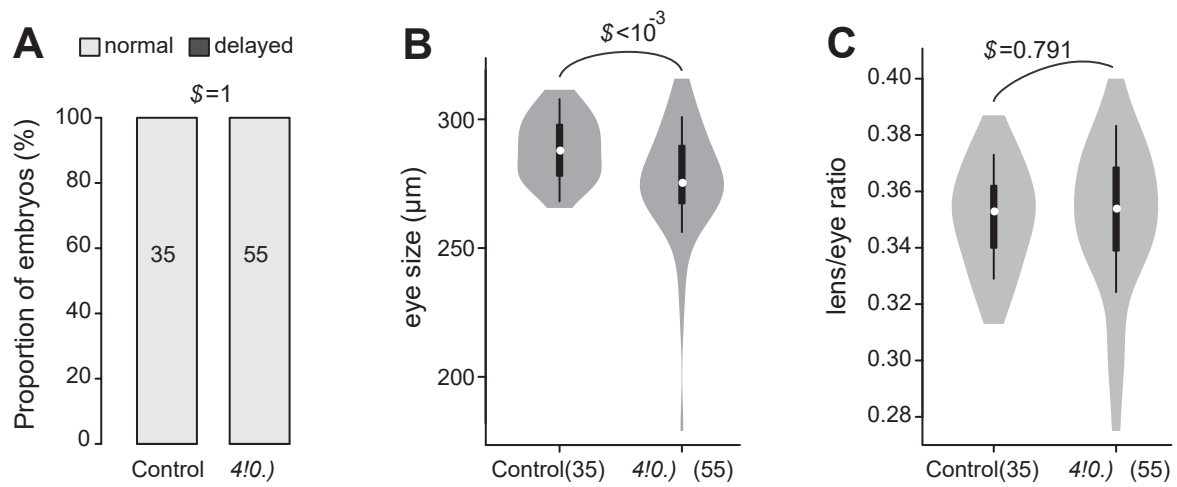 A
normal
delayed
$=1
Proportion of embryos (%)
100
80
60
40
20
0
35
55
Control
4!0.)
B
$<10-3
eye size (µm)
300
250
200
Control(35)
4!0.) (55)
C
$=0.791
lens/eye ratio
0.40
0.38
0.36
0.34
0.32
0.30
0.28
Control(35)
4!0.) (55)